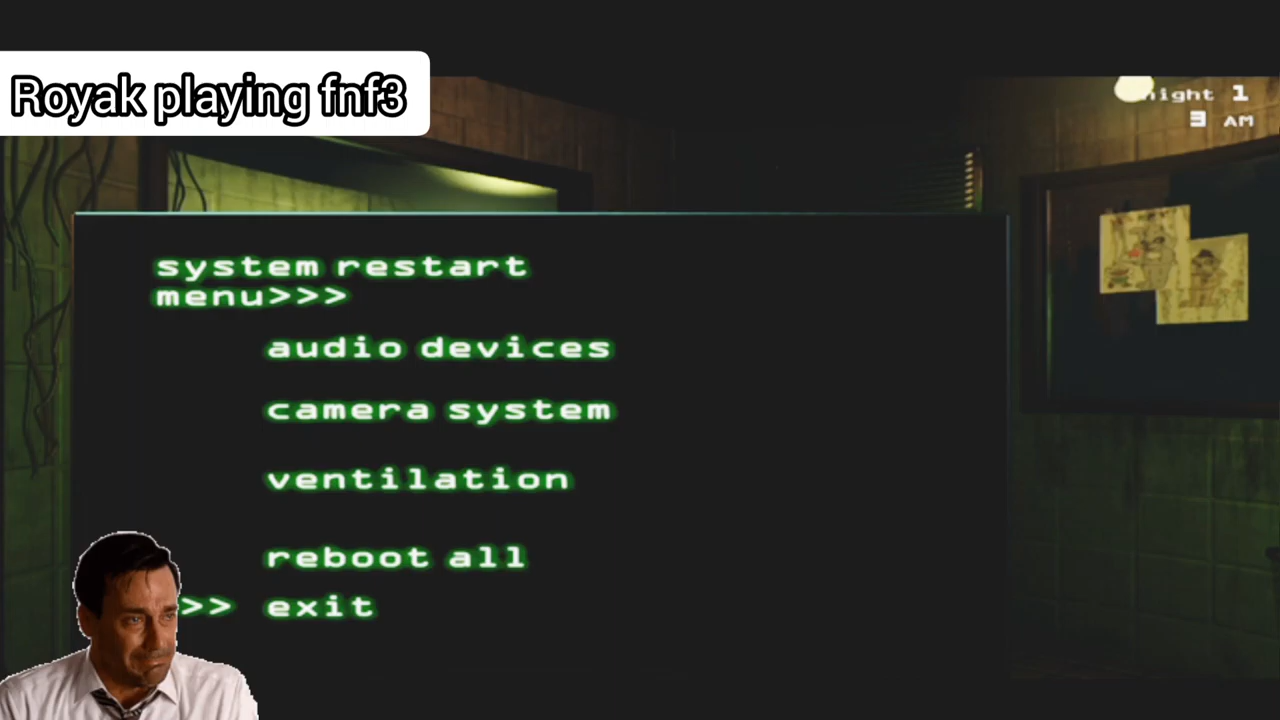 Royak playing fnf3
night 1
3 AM
system restart
menu>>>
audio devices
camera system
ventilation
reboot all
>> exit